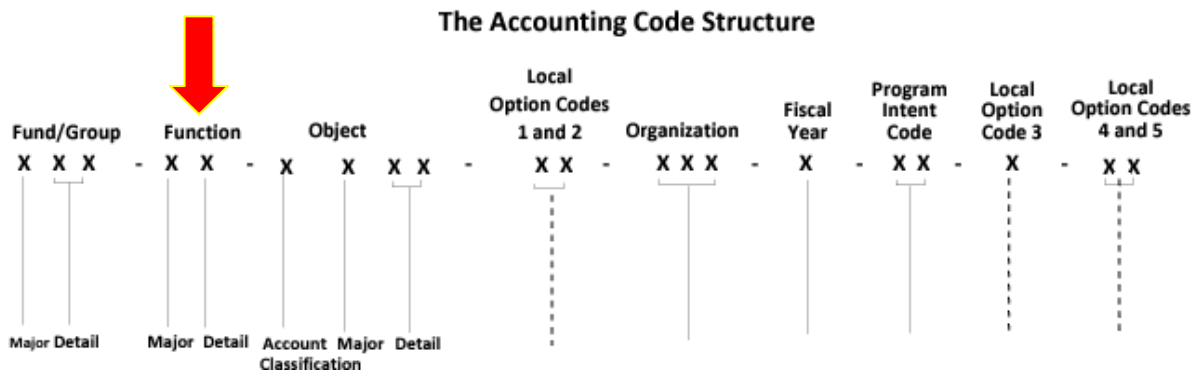 The Accounting Code Structure
Fund/Group
Function
Object
Local
Option Codes
1 and 2
Organization
Fiscal
Year
Program
Intent
Code
Local
Option
Code 3
Local
Option Codes
4 and 5
X X X - X X - X X X X - X X - X X X - X - X X - X - X X
Major Detail
Major Detail
Account Major Detail
Classification